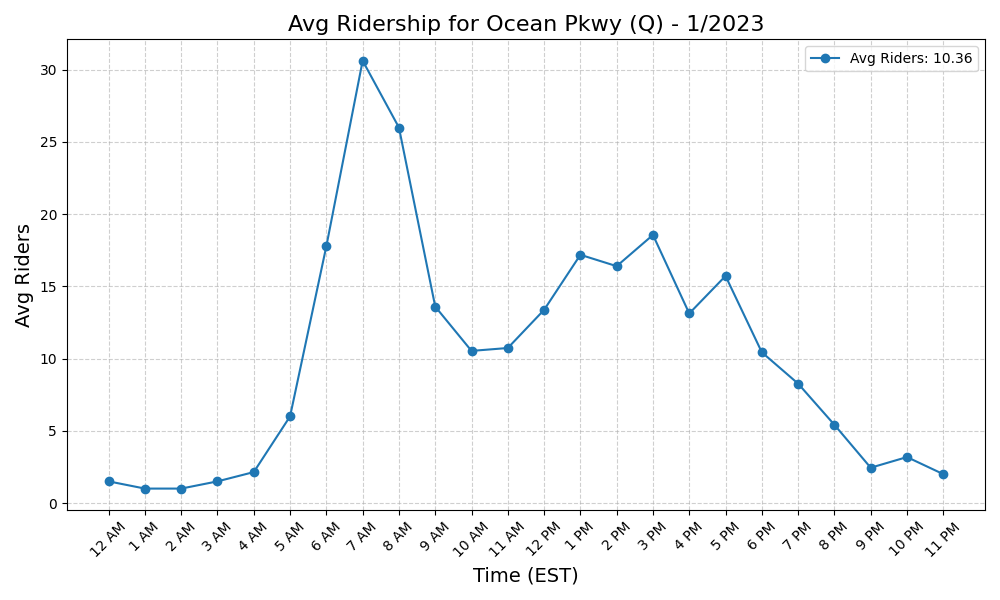 Avg Ridership for Ocean Pkwy (Q) - 1/2023
Avg Riders: 10.36
Avg Riders
30
25
20
15
10
5
0
12 AM
1 AM
2 AM
3 AM
4 AM
5 AM
6 AM
7 AM
8 AM
9 AM
10 AM
11 AM
12 PM
1 PM
2 PM
3 PM
4 PM
5 PM
6 PM
7 PM
8 PM
9 PM
10 PM
11 PM
Time (EST)